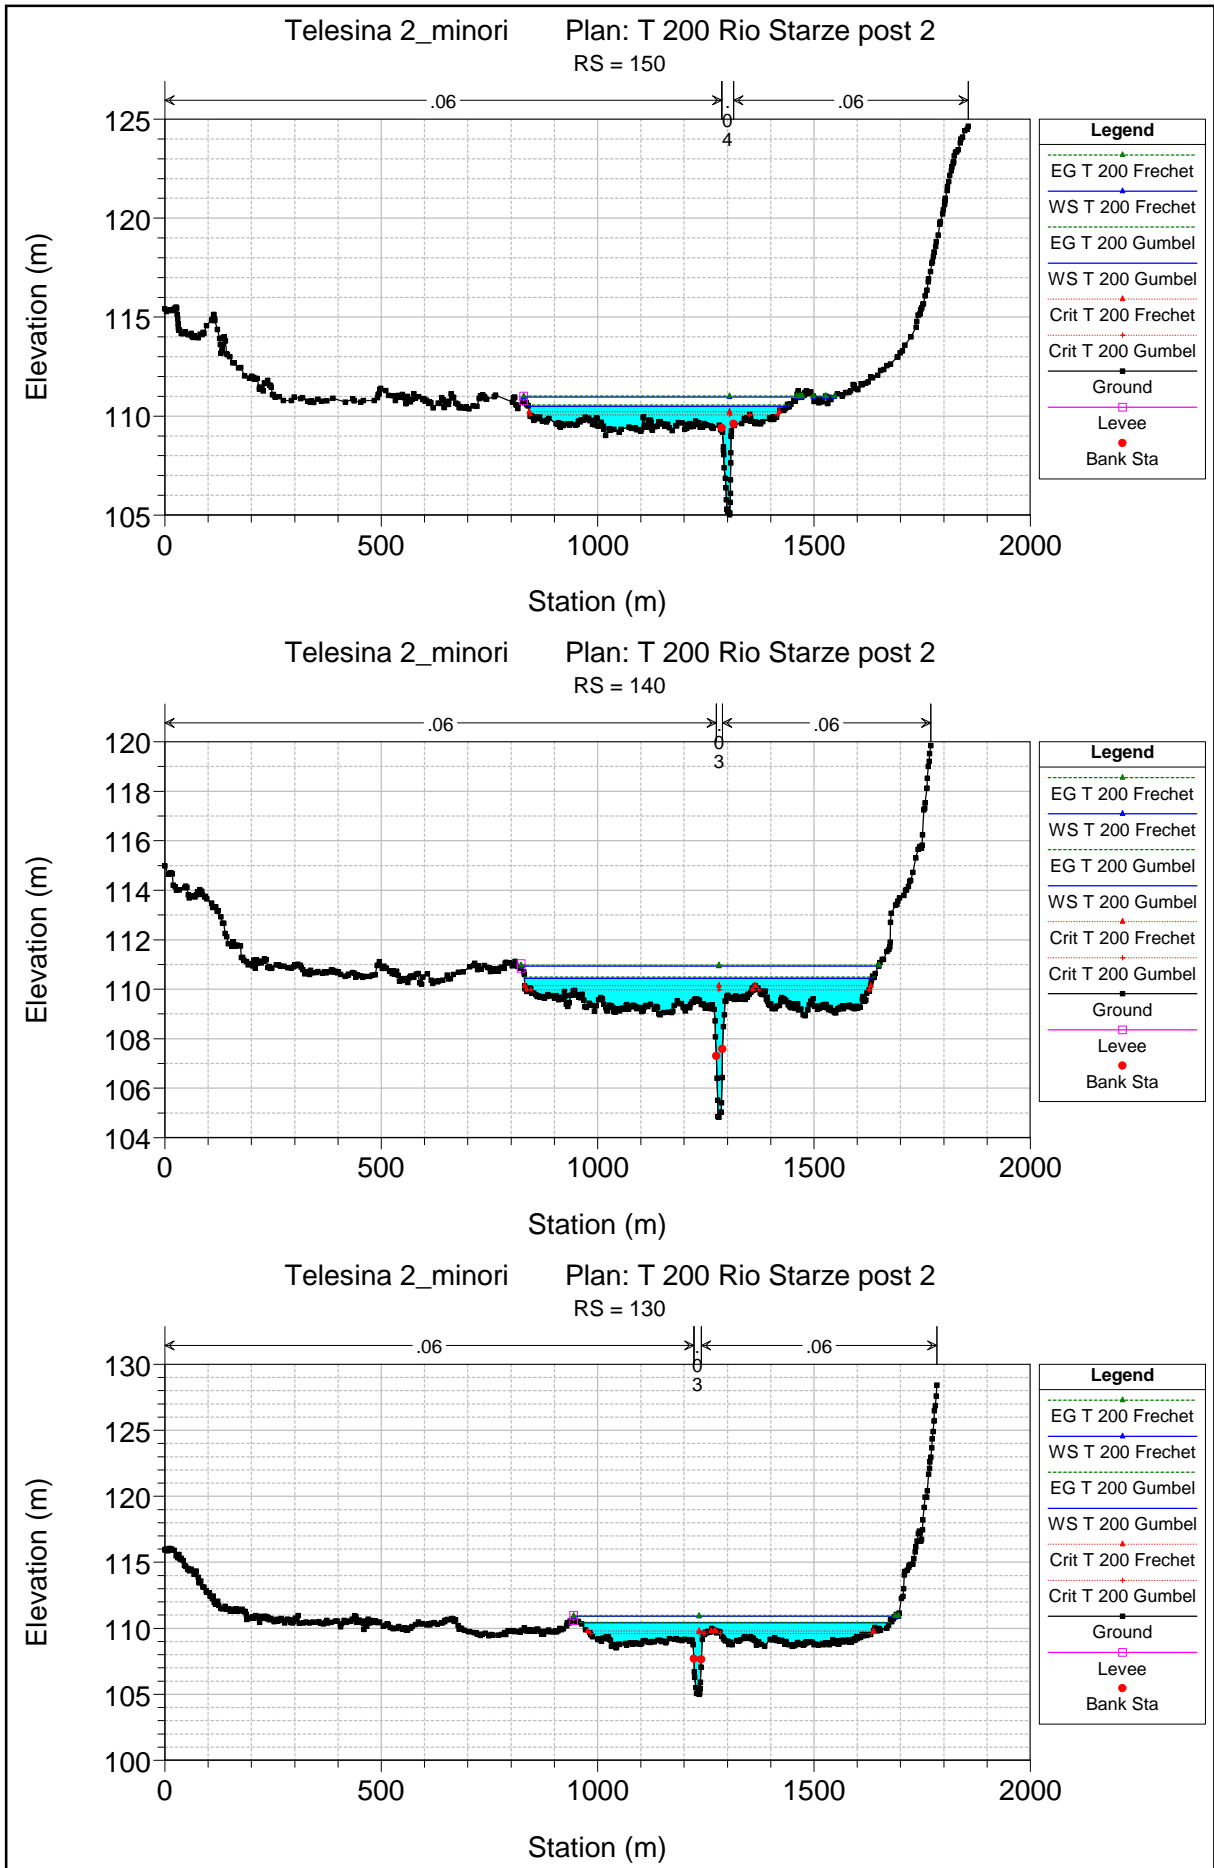 Telesina 2_minori Plan: T 200 Rio Starze post 2
RS = 150
.06
.04
.06
Elevation (m)
125
120
115
110
105
0 500 1000 1500 2000
Station (m)
Legend
EG T 200 Frechet
WS T 200 Frechet
EG T 200 Gumbel
WS T 200 Gumbel
Crit T 200 Frechet
Crit T 200 Gumbel
Ground
Levee
Bank Sta
Telesina 2_minori Plan: T 200 Rio Starze post 2
RS = 140
.06
.03
.06
Elevation (m)
120
118
116
114
112
110
108
106
104
0 500 1000 1500 2000
Station (m)
Legend
EG T 200 Frechet
WS T 200 Frechet
EG T 200 Gumbel
WS T 200 Gumbel
Crit T 200 Frechet
Crit T 200 Gumbel
Ground
Levee
Bank Sta
Telesina 2_minori Plan: T 200 Rio Starze post 2
RS = 130
.06
.03
.06
Elevation (m)
130
125
120
115
110
105
100
0 500 1000 1500 2000
Station (m)
Legend
EG T 200 Frechet
WS T 200 Frechet
EG T 200 Gumbel
WS T 200 Gumbel
Crit T 200 Frechet
Crit T 200 Gumbel
Ground
Levee
Bank Sta